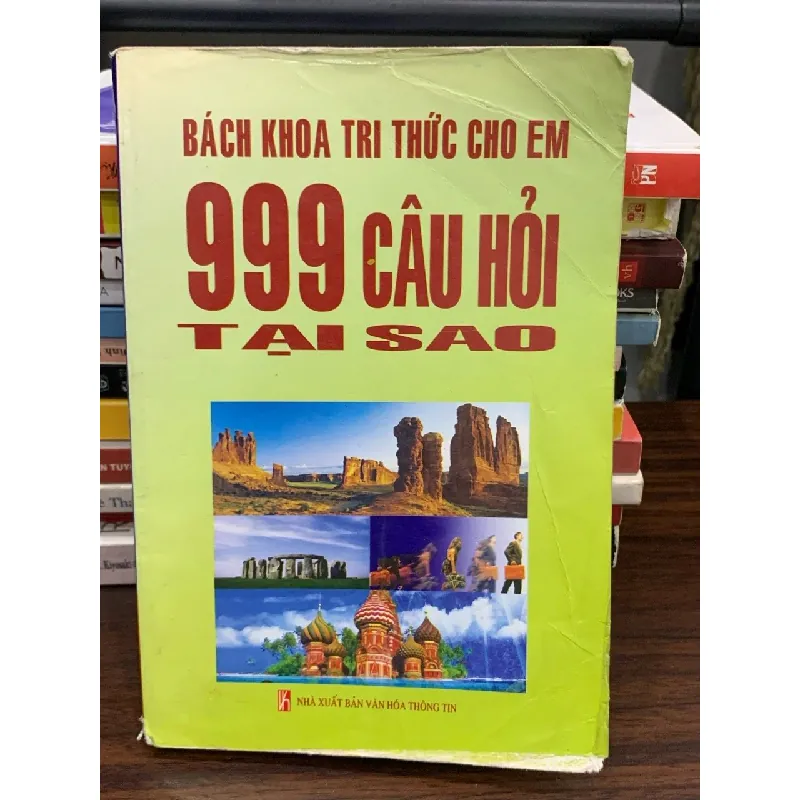 BÁCH KHOA TRI THỨC CHO EM
999 CÂU HỎI
TẠI SAO
NHÀ XUẤT BẢN VĂN HÓA THÔNG TIN